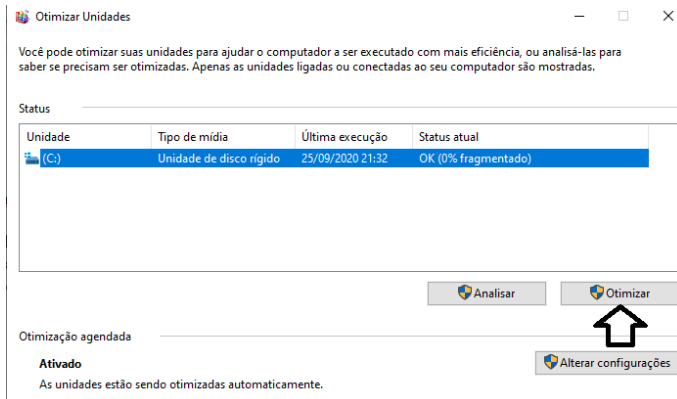 Otimizar Unidades
Você pode otimizar suas unidades para ajudar o computador a ser executado com mais eficiência, ou analisá-las para
saber se precisam ser otimizadas. Apenas as unidades ligadas ou conectadas ao seu computador são mostradas.
Status
Unidade Tipo de mídia Última execução Status atual
(C:) Unidade de disco rígido 25/09/2020 21:32 OK (0% fragmentado)
Analisar Otimizar
Otimização agendada
Ativado Alterar configurações
As unidades estão sendo otimizadas automaticamente.